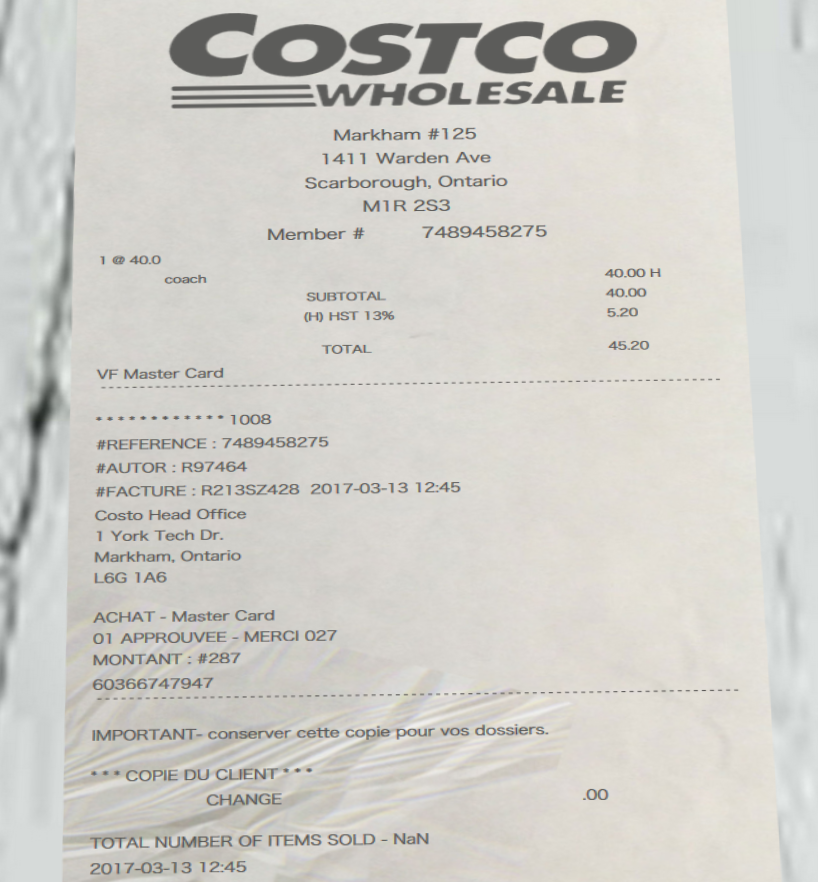 COSTCO
WHOLESALE
Markham #125
1411 Warden Ave
Scarborough, Ontario
M1R 2S3
Member # 7489458275
1 @ 40.0
coach 40.00 H
SUBTOTAL 40.00
(H) HST 13% 5.20
TOTAL 45.20
VF Master Card
* * * * * * * * * * * * 1008
#REFERENCE : 7489458275
#AUTOR : R97464
#FACTURE : R213SZ428 2017-03-13 12:45
Costo Head Office
1 York Tech Dr.
Markham, Ontario
L6G 1A6
ACHAT - Master Card
01 APPROUVEE - MERCI 027
MONTANT : #287
60366747947
IMPORTANT- conserver cette copie pour vos dossiers.
* * * COPIE DU CLIENT * * *
CHANGE .00
TOTAL NUMBER OF ITEMS SOLD - NaN
2017-03-13 12:45